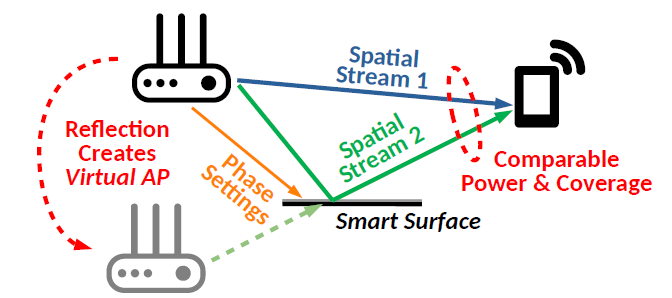 Spatial
Stream 1
Reflection
Creates
Virtual AP
Phase
Settings
Spatial
Stream 2
Comparable
Power & Coverage
Smart Surface